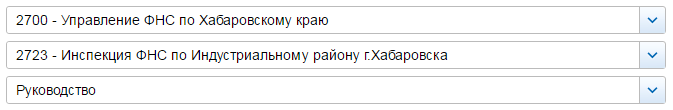 2700 - Управление ФНС по Хабаровскому краю
2723 - Инспекция ФНС по Индустриальному району г.Хабаровска
Руководство